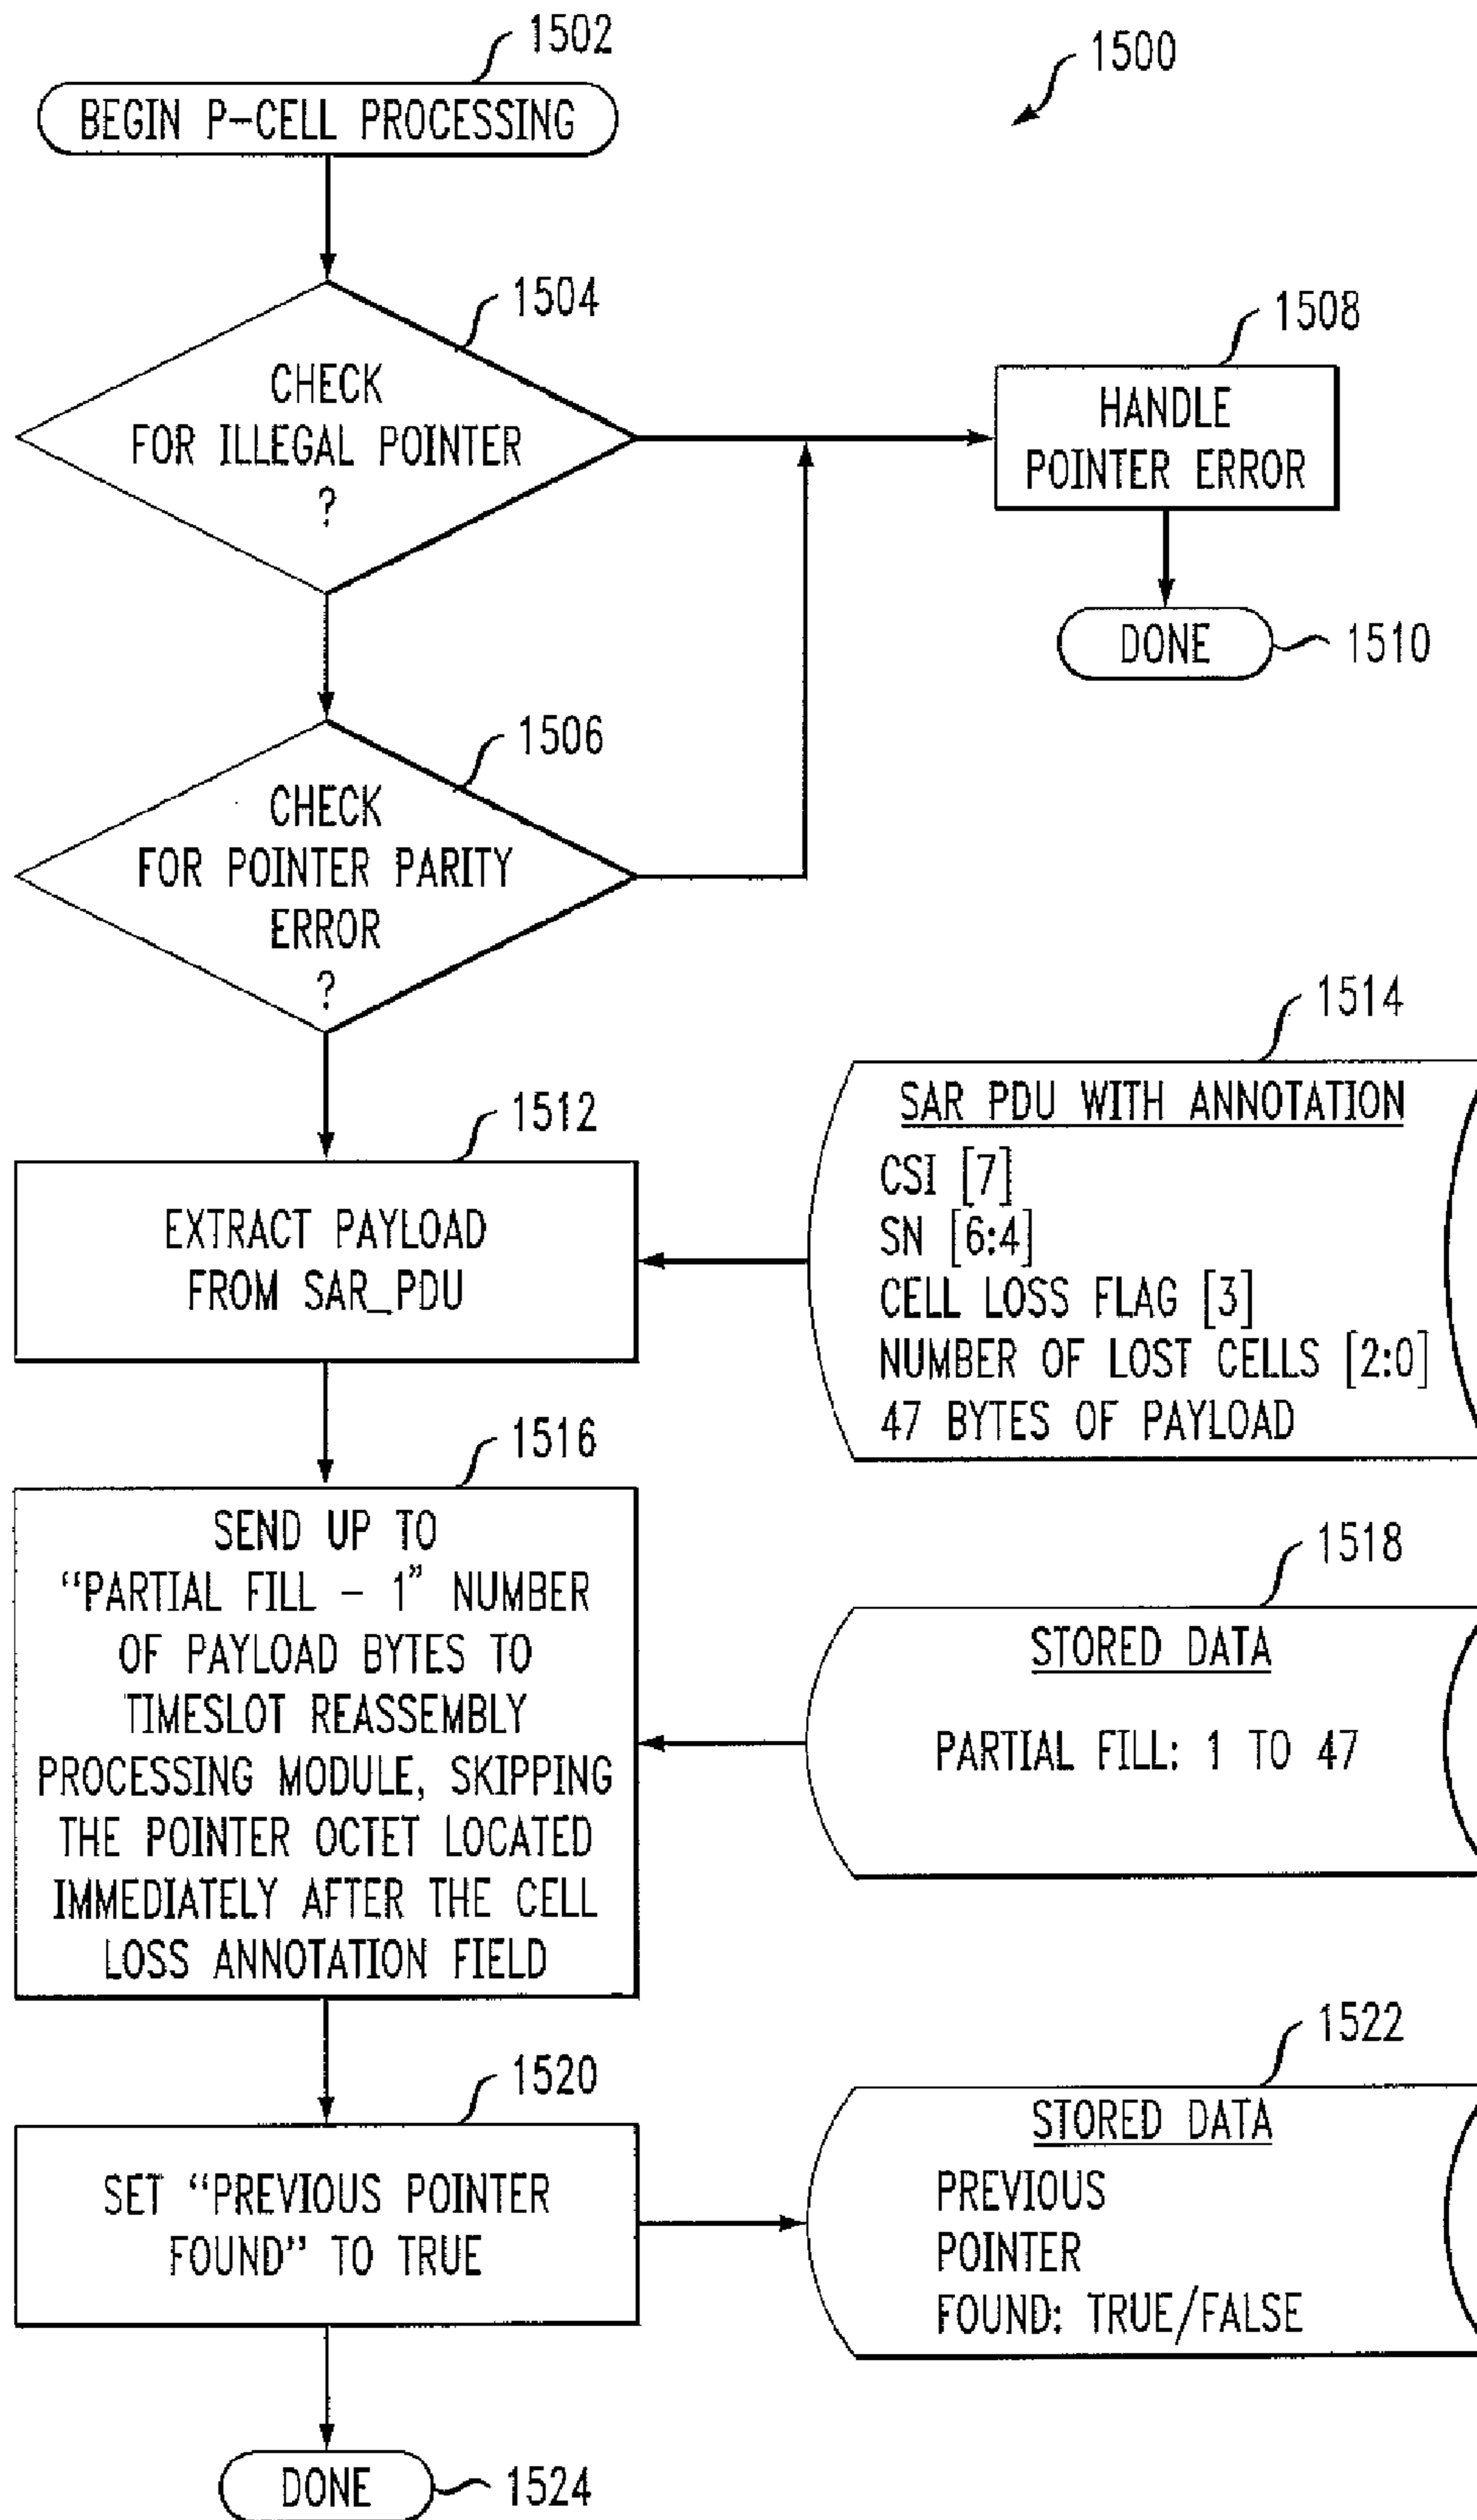 1502
1500
BEGIN P-CELL PROCESSING
1504
CHECK
FOR ILLEGAL POINTER
?
1508
HANDLE
POINTER ERROR
DONE
1510
1506
CHECK
FOR POINTER PARITY
ERROR
?
1514
SAR PDU WITH ANNOTATION
CSI [7]
SN [6:4]
CELL LOSS FLAG [3]
NUMBER OF LOST CELLS [2:0]
47 BYTES OF PAYLOAD
1512
EXTRACT PAYLOAD
FROM SAR_PDU
1516
SEND UP TO
“PARTIAL FILL - 1” NUMBER
OF PAYLOAD BYTES TO
TIMESLOT REASSEMBLY
PROCESSING MODULE, SKIPPING
THE POINTER OCTET LOCATED
IMMEDIATELY AFTER THE CELL
LOSS ANNOTATION FIELD
1518
STORED DATA
PARTIAL FILL: 1 TO 47
1520
SET “PREVIOUS POINTER
FOUND” TO TRUE
1522
STORED DATA
PREVIOUS
POINTER
FOUND: TRUE/FALSE
DONE
1524